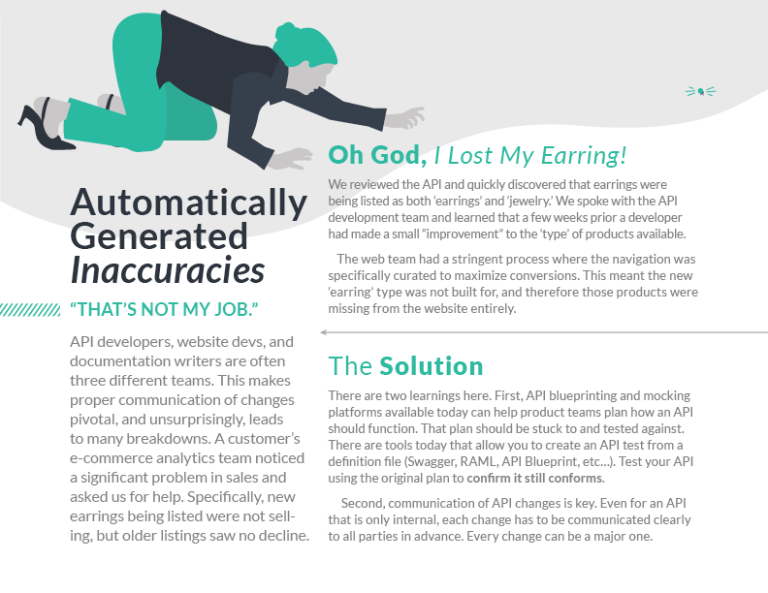 Automatically
Generated
Inaccuracies
“THAT’S NOT MY JOB.”
API developers, website devs, and
documentation writers are often
three different teams. This makes
proper communication of changes
pivotal, and unsurprisingly, leads
to many breakdowns. A customer’s
e-commerce analytics team noticed
a significant problem in sales and
asked us for help. Specifically, new
earrings being listed were not sell-
ing, but older listings saw no decline.
Oh God, I Lost My Earring!
We reviewed the API and quickly discovered that earrings were
being listed as both ‘earrings’ and ‘jewelry.’ We spoke with the API
development team and learned that a few weeks prior a developer
had made a small “improvement” to the ‘type’ of products available.
The web team had a stringent process where the navigation was
specifically curated to maximize conversions. This meant the new
‘earring’ type was not built for, and therefore those products were
missing from the website entirely.
The Solution
There are two learnings here. First, API blueprinting and mocking
platforms available today can help product teams plan how an API
should function. That plan should be stuck to and tested against.
There are tools today that allow you to create an API test from a
definition file (Swagger, RAML, API Blueprint, etc...). Test your API
using the original plan to confirm it still conforms.
Second, communication of API changes is key. Even for an API
that is only internal, each change has to be communicated clearly
to all parties in advance. Every change can be a major one.